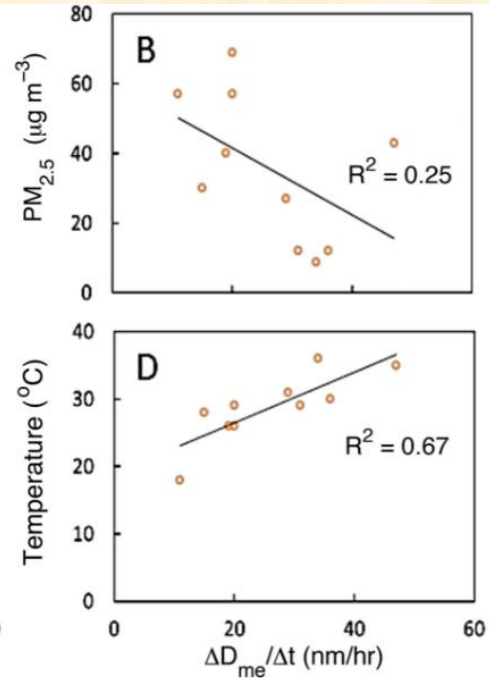 80
B
60
PM2.5 (μg m−3)
40
R2 = 0.25
20
0
40
D
30
Temperature (oC)
R2 = 0.67
20
10
0
0 20 40 60
ΔDme/Δt (nm/hr)